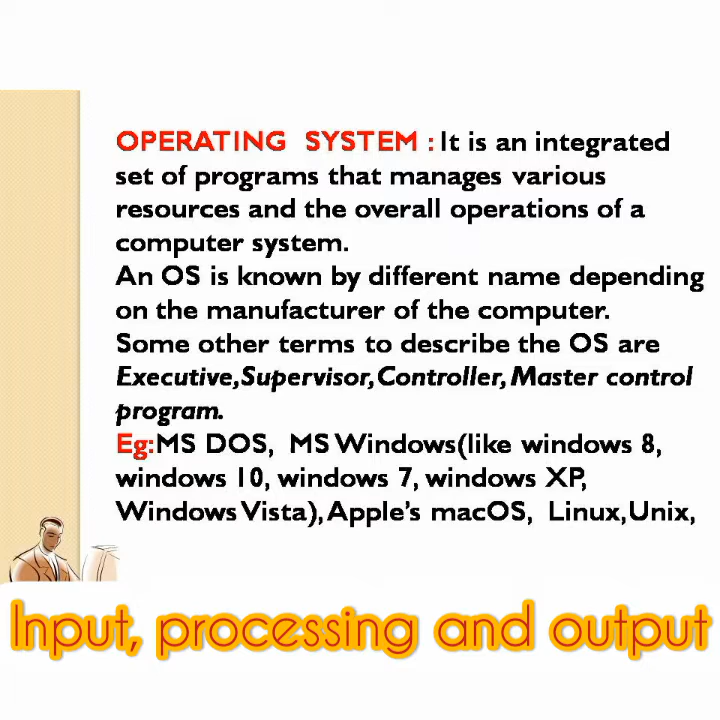 OPERATING SYSTEM : It is an integrated
set of programs that manages various
resources and the overall operations of a
computer system.
An OS is known by different name depending
on the manufacturer of the computer.
Some other terms to describe the OS are
Executive,Supervisor,Controller, Master control
program.
Eg:MS DOS, MS Windows(like windows 8,
windows 10, windows 7, windows XP,
Windows Vista), Apple's macOS, Linux,Unix,
Input, processing and output